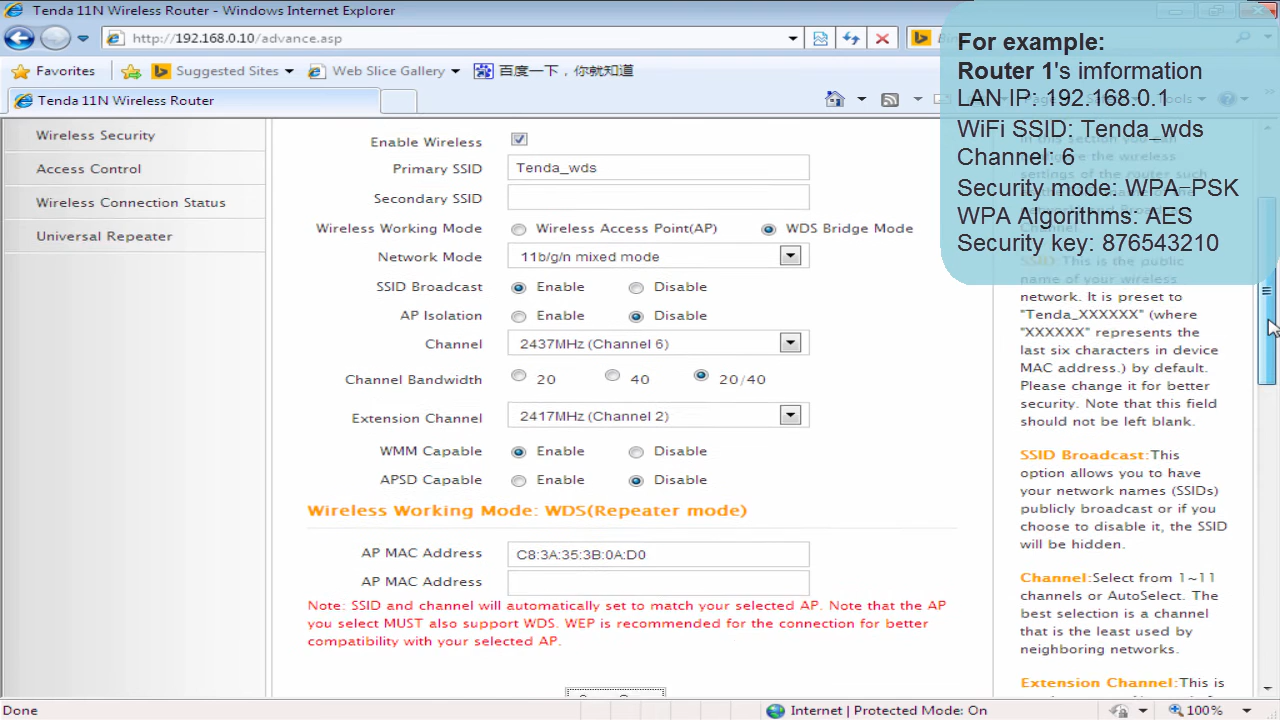 Tenda 11N Wireless Router - Windows Internet Explorer
http://192.168.0.10/advance.asp
Favorites
Suggested Sites
Web Slice Gallery
百度一下，你就知道
Tenda 11N Wireless Router
For example:
Router 1's imformation
LAN IP: 192.168.0.1
WiFi SSID: Tenda_wds
Channel: 6
Security mode: WPA-PSK
WPA Algorithms: AES
Security key: 876543210
Wireless Security
Access Control
Wireless Connection Status
Universal Repeater
Enable Wireless
Primary SSID Tenda_wds
Secondary SSID
Wireless Working Mode Wireless Access Point(AP) WDS Bridge Mode
Network Mode 11b/g/n mixed mode
SSID Broadcast Enable Disable
AP Isolation Enable Disable
Channel 2437MHz (Channel 6)
Channel Bandwidth 20 40 20/40
Extension Channel 2417MHz (Channel 2)
WMM Capable Enable Disable
APSD Capable Enable Disable
Wireless Working Mode: WDS(Repeater mode)
AP MAC Address C8:3A:35:3B:0A:D0
AP MAC Address
Note: SSID and channel will automatically set to match your selected AP. Note that the AP
you select MUST also support WDS. WEP is recommended for the connection for better
compatibility with your selected AP.
SSID: This is the public
name of your wireless
network. It is preset to
"Tenda_XXXXXX" (where
"XXXXXX" represents the
last six characters in device
MAC address.) by default.
Please change it for better
security. Note that this field
should not be left blank.
SSID Broadcast:This
option allows you to have
your network names (SSIDs)
publicly broadcast or if you
choose to disable it, the SSID
will be hidden.
Channel:Select from 1~11
channels or AutoSelect. The
best selection is a channel
that is the least used by
neighboring networks.
Extension Channel:This is
Done
Internet | Protected Mode: On
100%